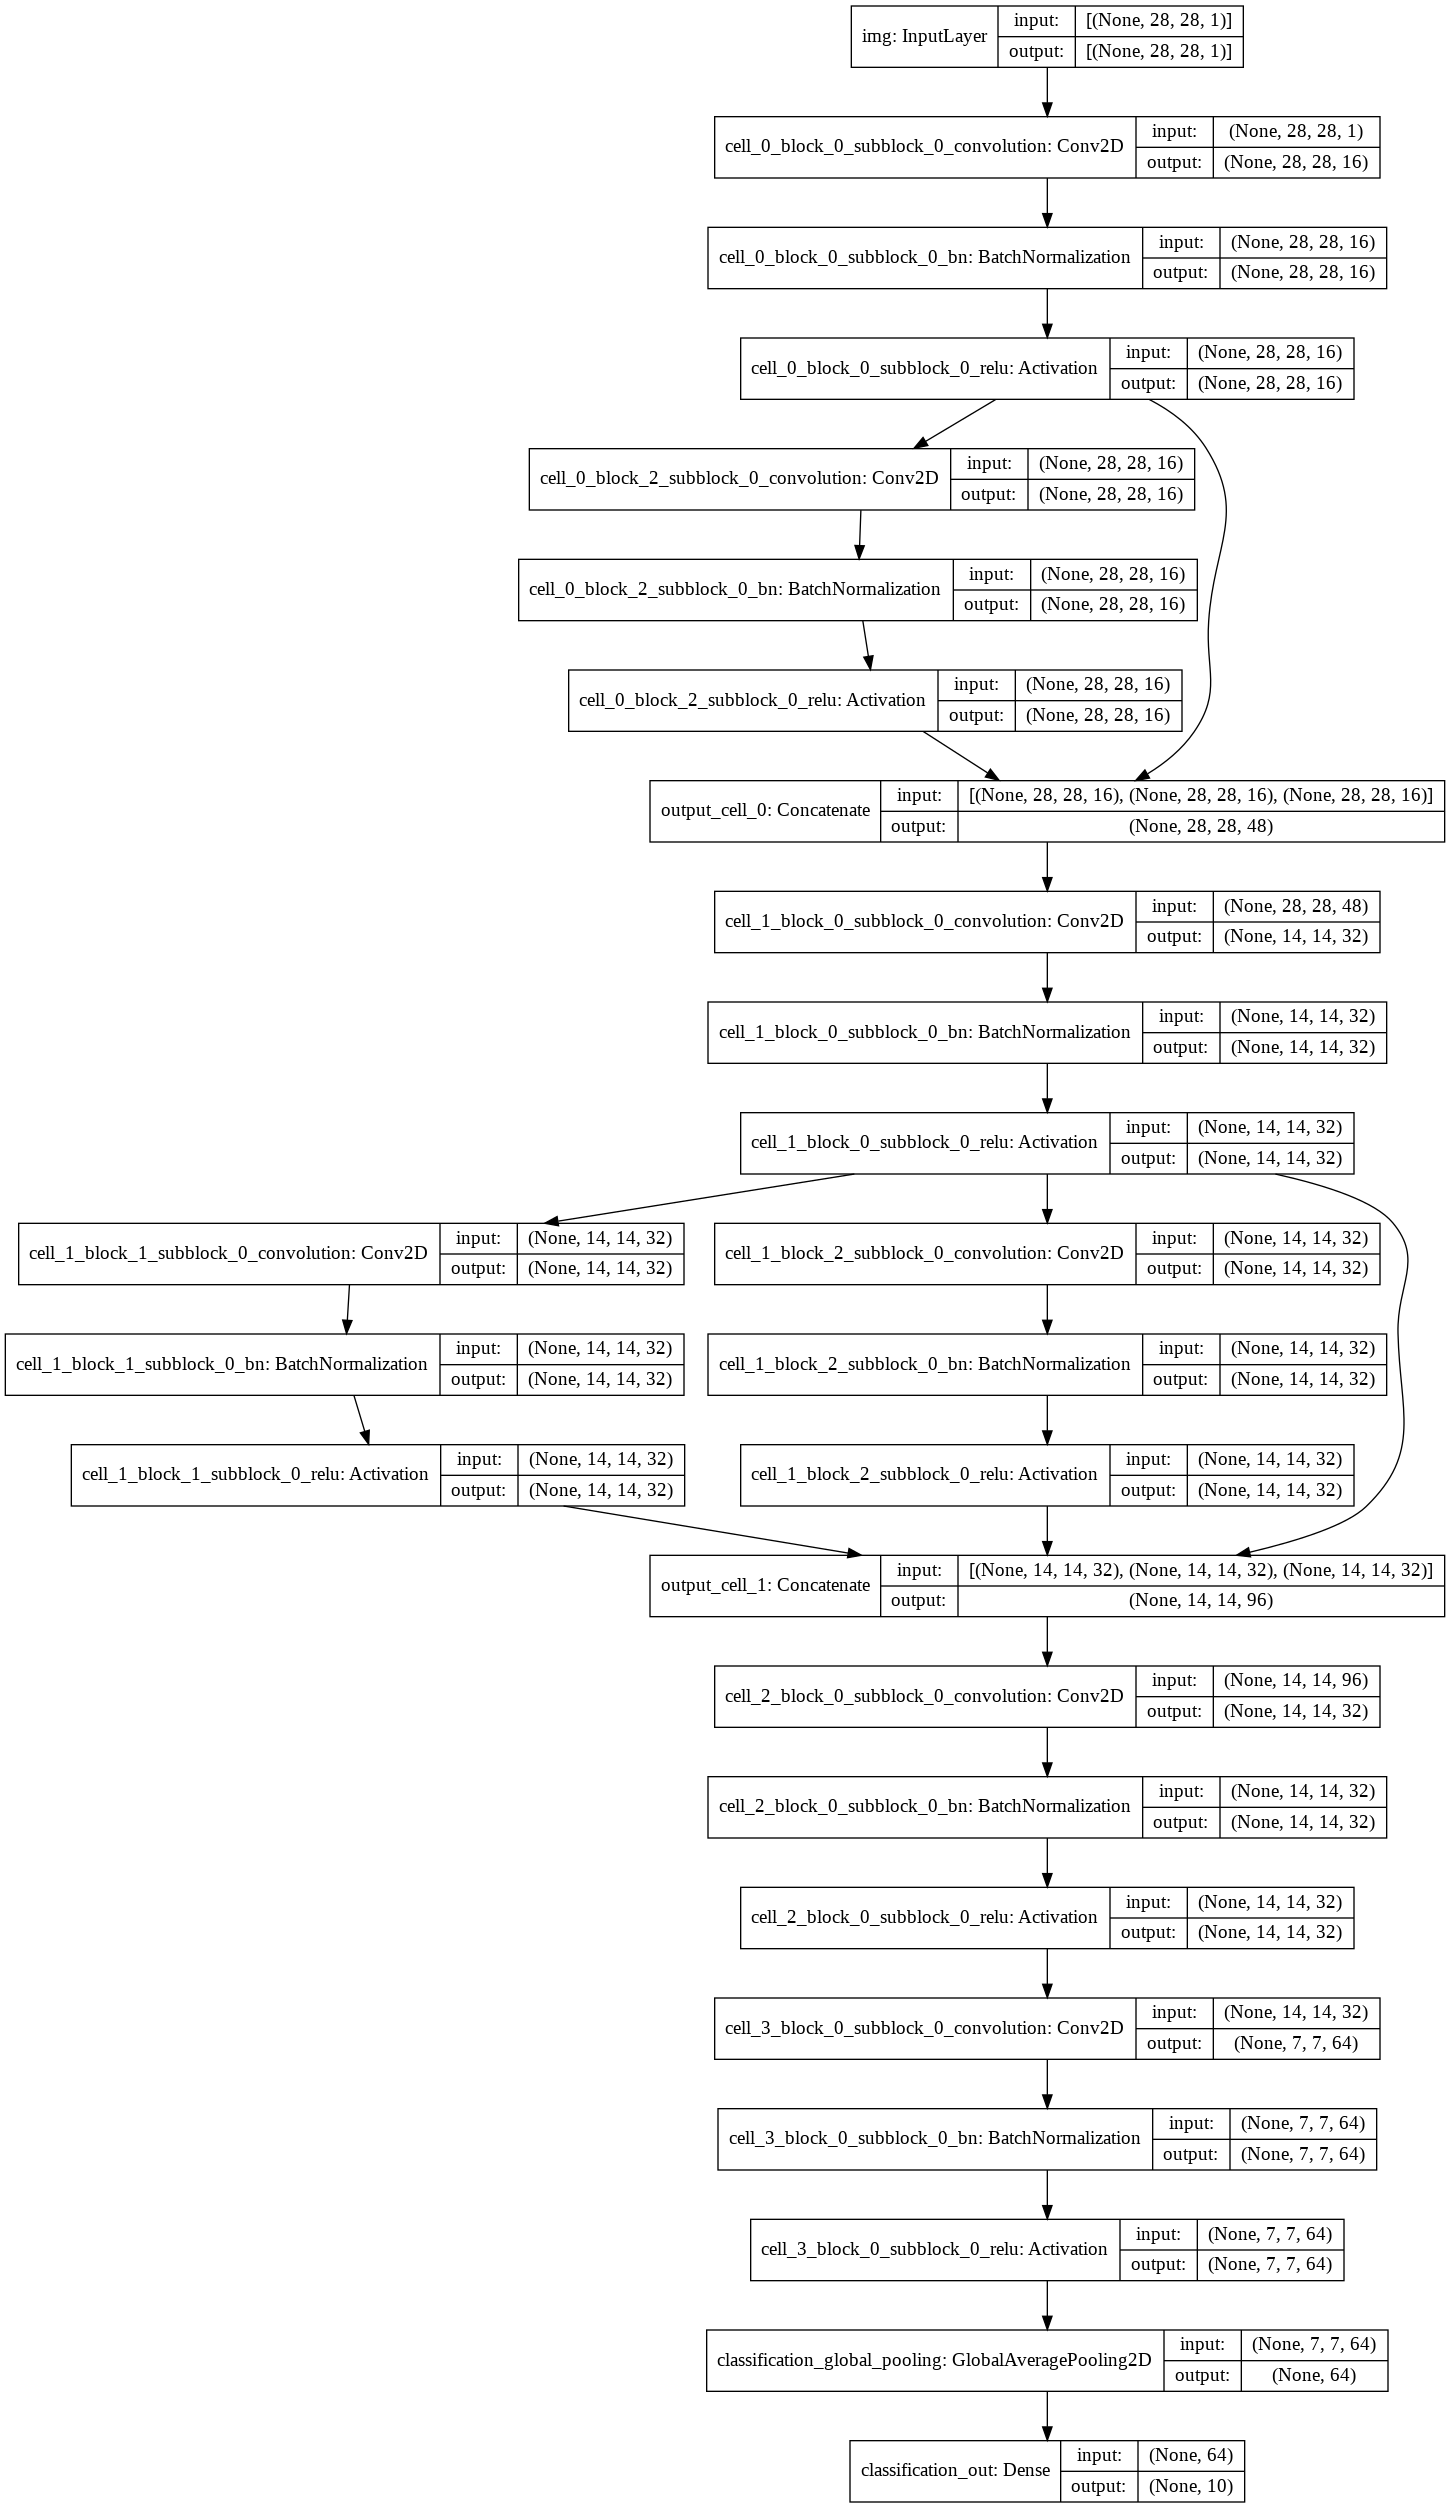 img: InputLayer
input: [(None, 28, 28, 1)]
output: [(None, 28, 28, 1)]
cell_0_block_0_subblock_0_convolution: Conv2D
input: (None, 28, 28, 1)
output: (None, 28, 28, 16)
cell_0_block_0_subblock_0_bn: BatchNormalization
input: (None, 28, 28, 16)
output: (None, 28, 28, 16)
cell_0_block_0_subblock_0_relu: Activation
input: (None, 28, 28, 16)
output: (None, 28, 28, 16)
cell_0_block_2_subblock_0_convolution: Conv2D
input: (None, 28, 28, 16)
output: (None, 28, 28, 16)
cell_0_block_2_subblock_0_bn: BatchNormalization
input: (None, 28, 28, 16)
output: (None, 28, 28, 16)
cell_0_block_2_subblock_0_relu: Activation
input: (None, 28, 28, 16)
output: (None, 28, 28, 16)
output_cell_0: Concatenate
input: [(None, 28, 28, 16), (None, 28, 28, 16), (None, 28, 28, 16)]
output: (None, 28, 28, 48)
cell_1_block_0_subblock_0_convolution: Conv2D
input: (None, 28, 28, 48)
output: (None, 14, 14, 32)
cell_1_block_0_subblock_0_bn: BatchNormalization
input: (None, 14, 14, 32)
output: (None, 14, 14, 32)
cell_1_block_0_subblock_0_relu: Activation
input: (None, 14, 14, 32)
output: (None, 14, 14, 32)
cell_1_block_1_subblock_0_convolution: Conv2D
input: (None, 14, 14, 32)
output: (None, 14, 14, 32)
cell_1_block_2_subblock_0_convolution: Conv2D
input: (None, 14, 14, 32)
output: (None, 14, 14, 32)
cell_1_block_1_subblock_0_bn: BatchNormalization
input: (None, 14, 14, 32)
output: (None, 14, 14, 32)
cell_1_block_2_subblock_0_bn: BatchNormalization
input: (None, 14, 14, 32)
output: (None, 14, 14, 32)
cell_1_block_1_subblock_0_relu: Activation
input: (None, 14, 14, 32)
output: (None, 14, 14, 32)
cell_1_block_2_subblock_0_relu: Activation
input: (None, 14, 14, 32)
output: (None, 14, 14, 32)
output_cell_1: Concatenate
input: [(None, 14, 14, 32), (None, 14, 14, 32), (None, 14, 14, 32)]
output: (None, 14, 14, 96)
cell_2_block_0_subblock_0_convolution: Conv2D
input: (None, 14, 14, 96)
output: (None, 14, 14, 32)
cell_2_block_0_subblock_0_bn: BatchNormalization
input: (None, 14, 14, 32)
output: (None, 14, 14, 32)
cell_2_block_0_subblock_0_relu: Activation
input: (None, 14, 14, 32)
output: (None, 14, 14, 32)
cell_3_block_0_subblock_0_convolution: Conv2D
input: (None, 14, 14, 32)
output: (None, 7, 7, 64)
cell_3_block_0_subblock_0_bn: BatchNormalization
input: (None, 7, 7, 64)
output: (None, 7, 7, 64)
cell_3_block_0_subblock_0_relu: Activation
input: (None, 7, 7, 64)
output: (None, 7, 7, 64)
classification_global_pooling: GlobalAveragePooling2D
input: (None, 7, 7, 64)
output: (None, 64)
classification_out: Dense
input: (None, 64)
output: (None, 10)